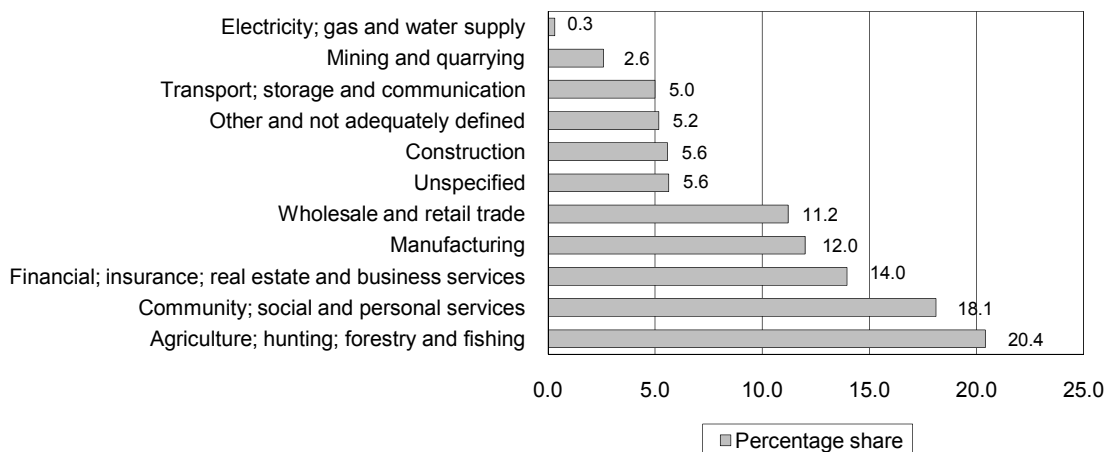 Electricity; gas and water supply 0.3
Mining and quarrying 2.6
Transport; storage and communication 5.0
Other and not adequately defined 5.2
Construction 5.6
Unspecified 5.6
Wholesale and retail trade 11.2
Manufacturing 12.0
Financial; insurance; real estate and business services 14.0
Community; social and personal services 18.1
Agriculture; hunting; forestry and fishing 20.4
0.0 5.0 10.0 15.0 20.0 25.0
Percentage share